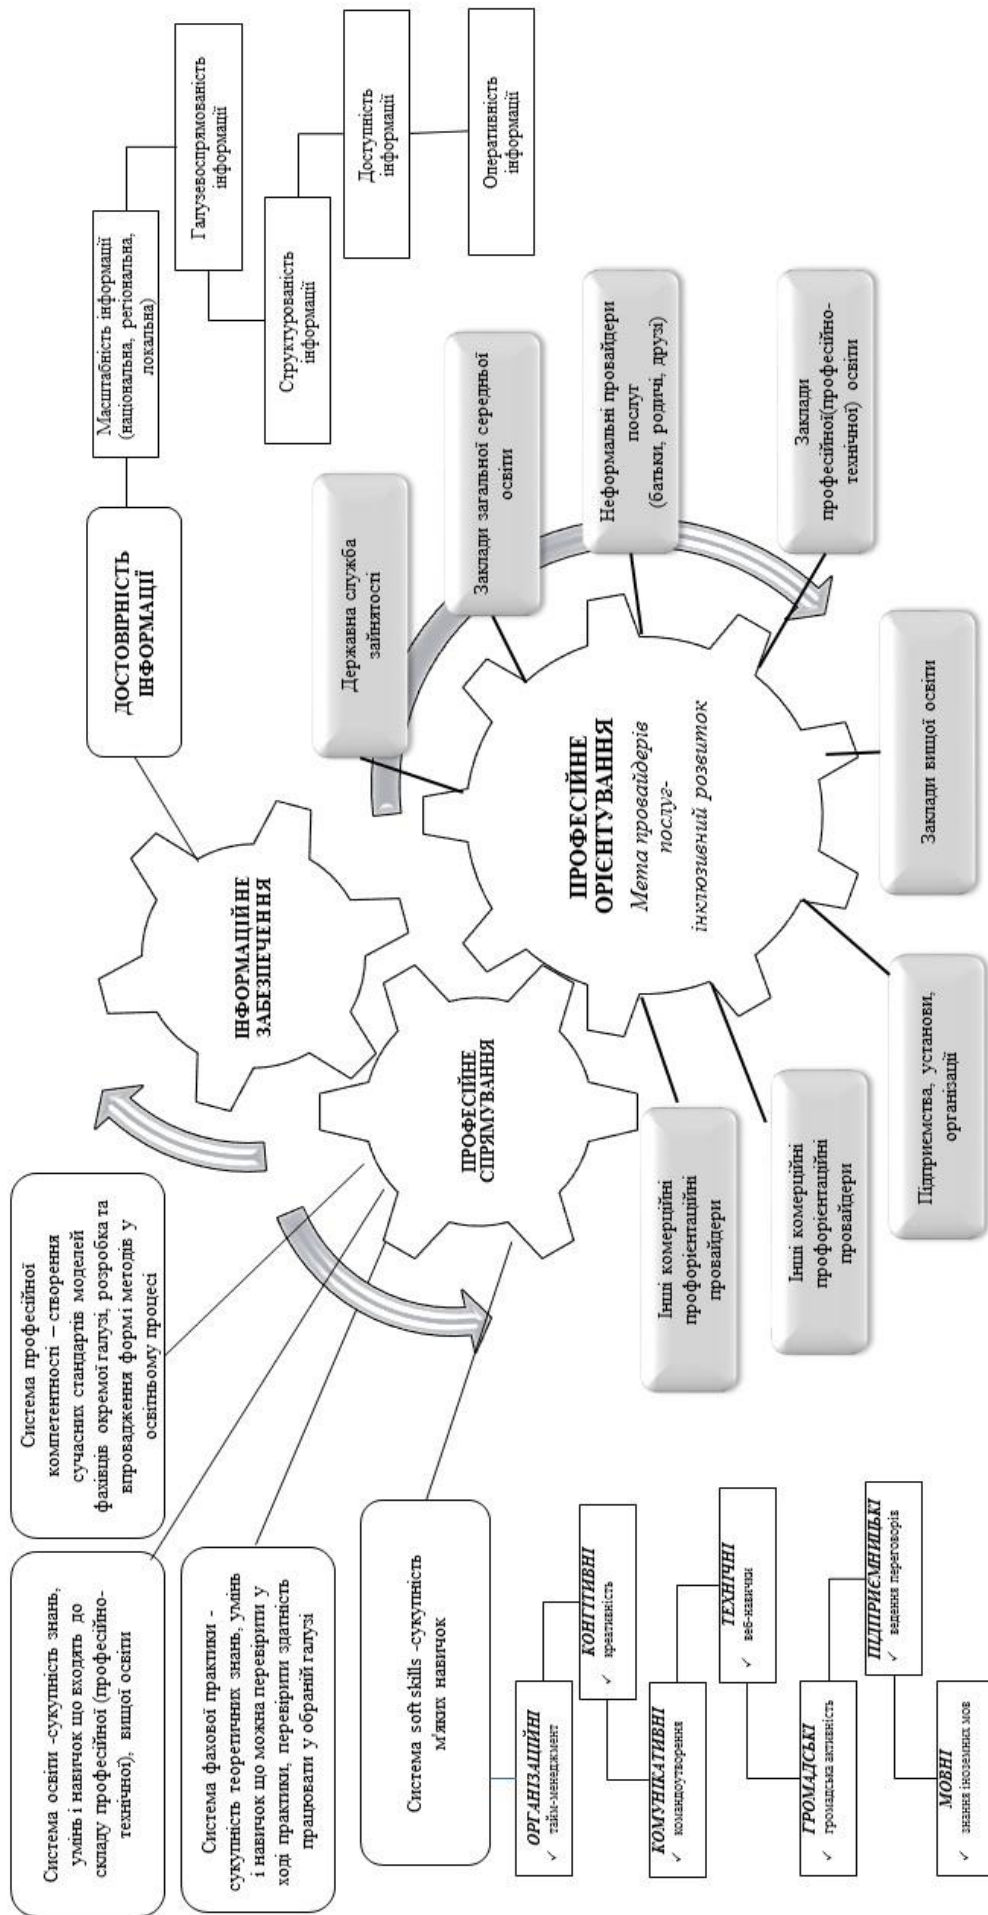 Система професійної
компетентності – створення
сучасних стандартів моделей
фахівців окремої галузі, розробка та
впровадження форм і методів у
освітньому процесі
Система освіти -сукупність знань,
умінь і навичок що входять до
складу професійної (професійно-
технічної), вищої освіти
Система фахової практики -
сукупність теоретичних знань, умінь
і навичок що можна перевірити у
ході практики, перевірити здатність
працювати у обраній галузі
Система soft skills -сукупність
м'яких навичок
ОРГАНІЗАЦІЙНІ
✓ тайм-менеджмент
КОНГІТИВНІ
✓ креативність
КОМУНІКАТИВНІ
✓ командоутворення
ТЕХНІЧНІ
✓ веб-навички
ГРОМАДСЬКІ
✓ громадська активність
ПІДПРИЄМНИЦЬКІ
✓ ведення переговорів
МОВНІ
✓ знання іноземних мов
ІНФОРМАЦІЙНЕ
ЗАБЕЗПЕЧЕННЯ
ПРОФЕСІЙНЕ
СПРЯМУВАННЯ
ПРОФЕСІЙНЕ
ОРІЄНТУВАННЯ
Мета провайдерів
послуг-
інклюзивний розвиток
ДОСТОВІРНІСТЬ
ІНФОРМАЦІЇ
Масштабність інформації
(національна, регіональна,
локальна)
Галузевоспрямованість
інформації
Структурованість
інформації
Доступність
інформації
Оперативність
інформації
Державна служба
зайнятості
Заклади загальної середньої
освіти
Неформальні провайдери
послуг
(батьки, родичі, друзі)
Заклади
професійної(професійно-
технічної) освіти
Заклади вищої освіти
Підприємства, установи,
організації
Інші комерційні
профорієнтаційні
провайдери
Інші комерційні
профорієнтаційні
провайдери